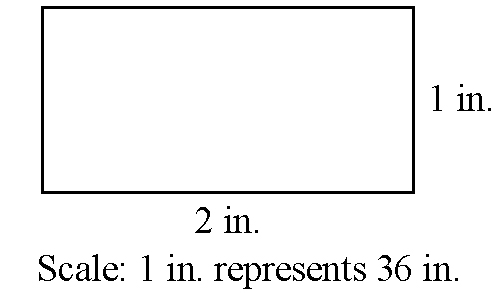 1 in.
2 in.
Scale: 1 in. represents 36 in.